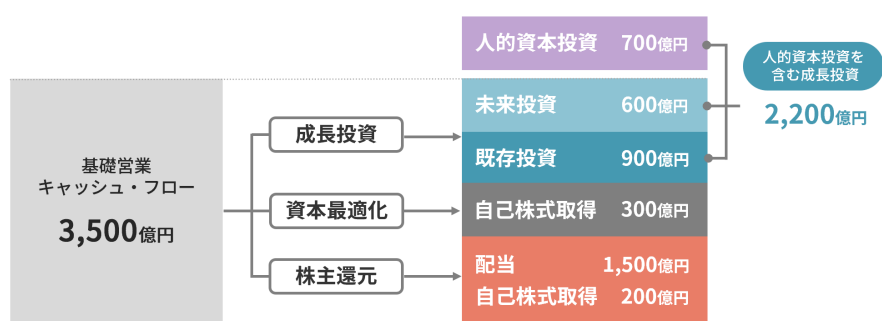 人的資本投資 700億円
人的資本投資を
含む成長投資
2,200億円
未来投資 600億円
既存投資 900億円
自己株式取得 300億円
配当 1,500億円
自己株式取得 200億円
成長投資
資本最適化
株主還元
基礎営業
キャッシュ・フロー
3,500億円